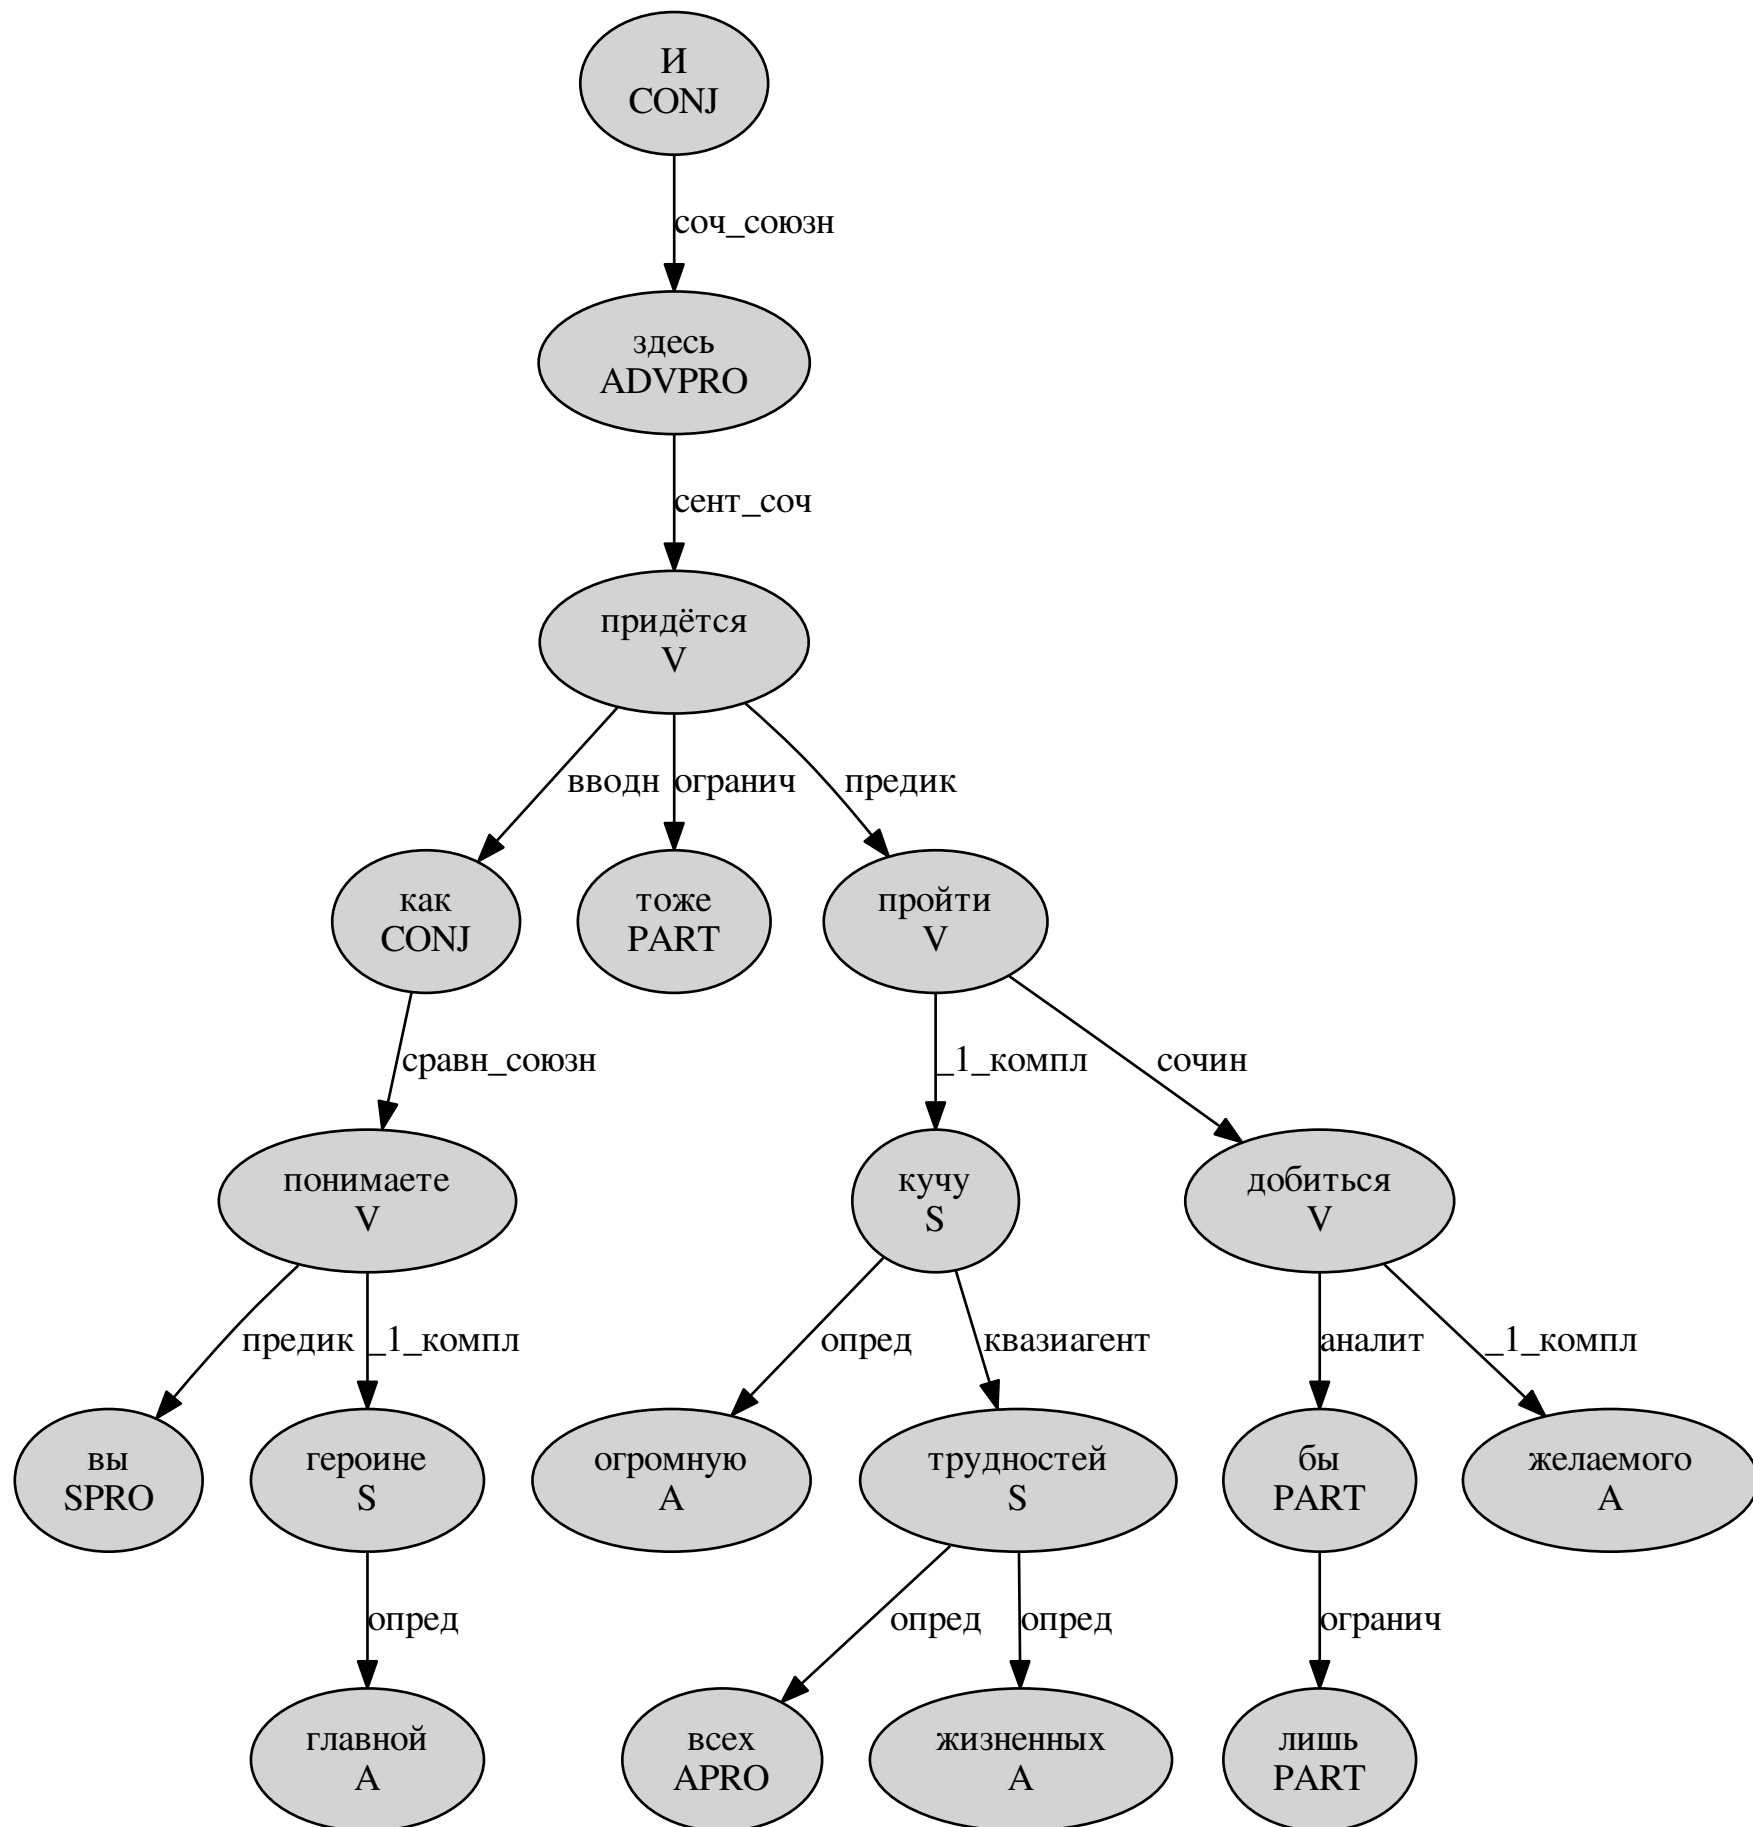 И
CONJ
соч_союзн
здесь
ADVPRO
сент_соч
придётся
V
вводн
огранич
предик
как
CONJ
тоже
PART
пройти
V
сравн_союзн
_1_компл
сочин
понимаете
V
кучу
S
добиться
V
предик
_1_компл
опред
квазиагент
аналит
_1_компл
вы
SPRO
героине
S
огромную
A
трудностей
S
бы
PART
желаемого
A
опред
опред
опред
огранич
главной
A
всех
APRO
жизненных
A
лишь
PART